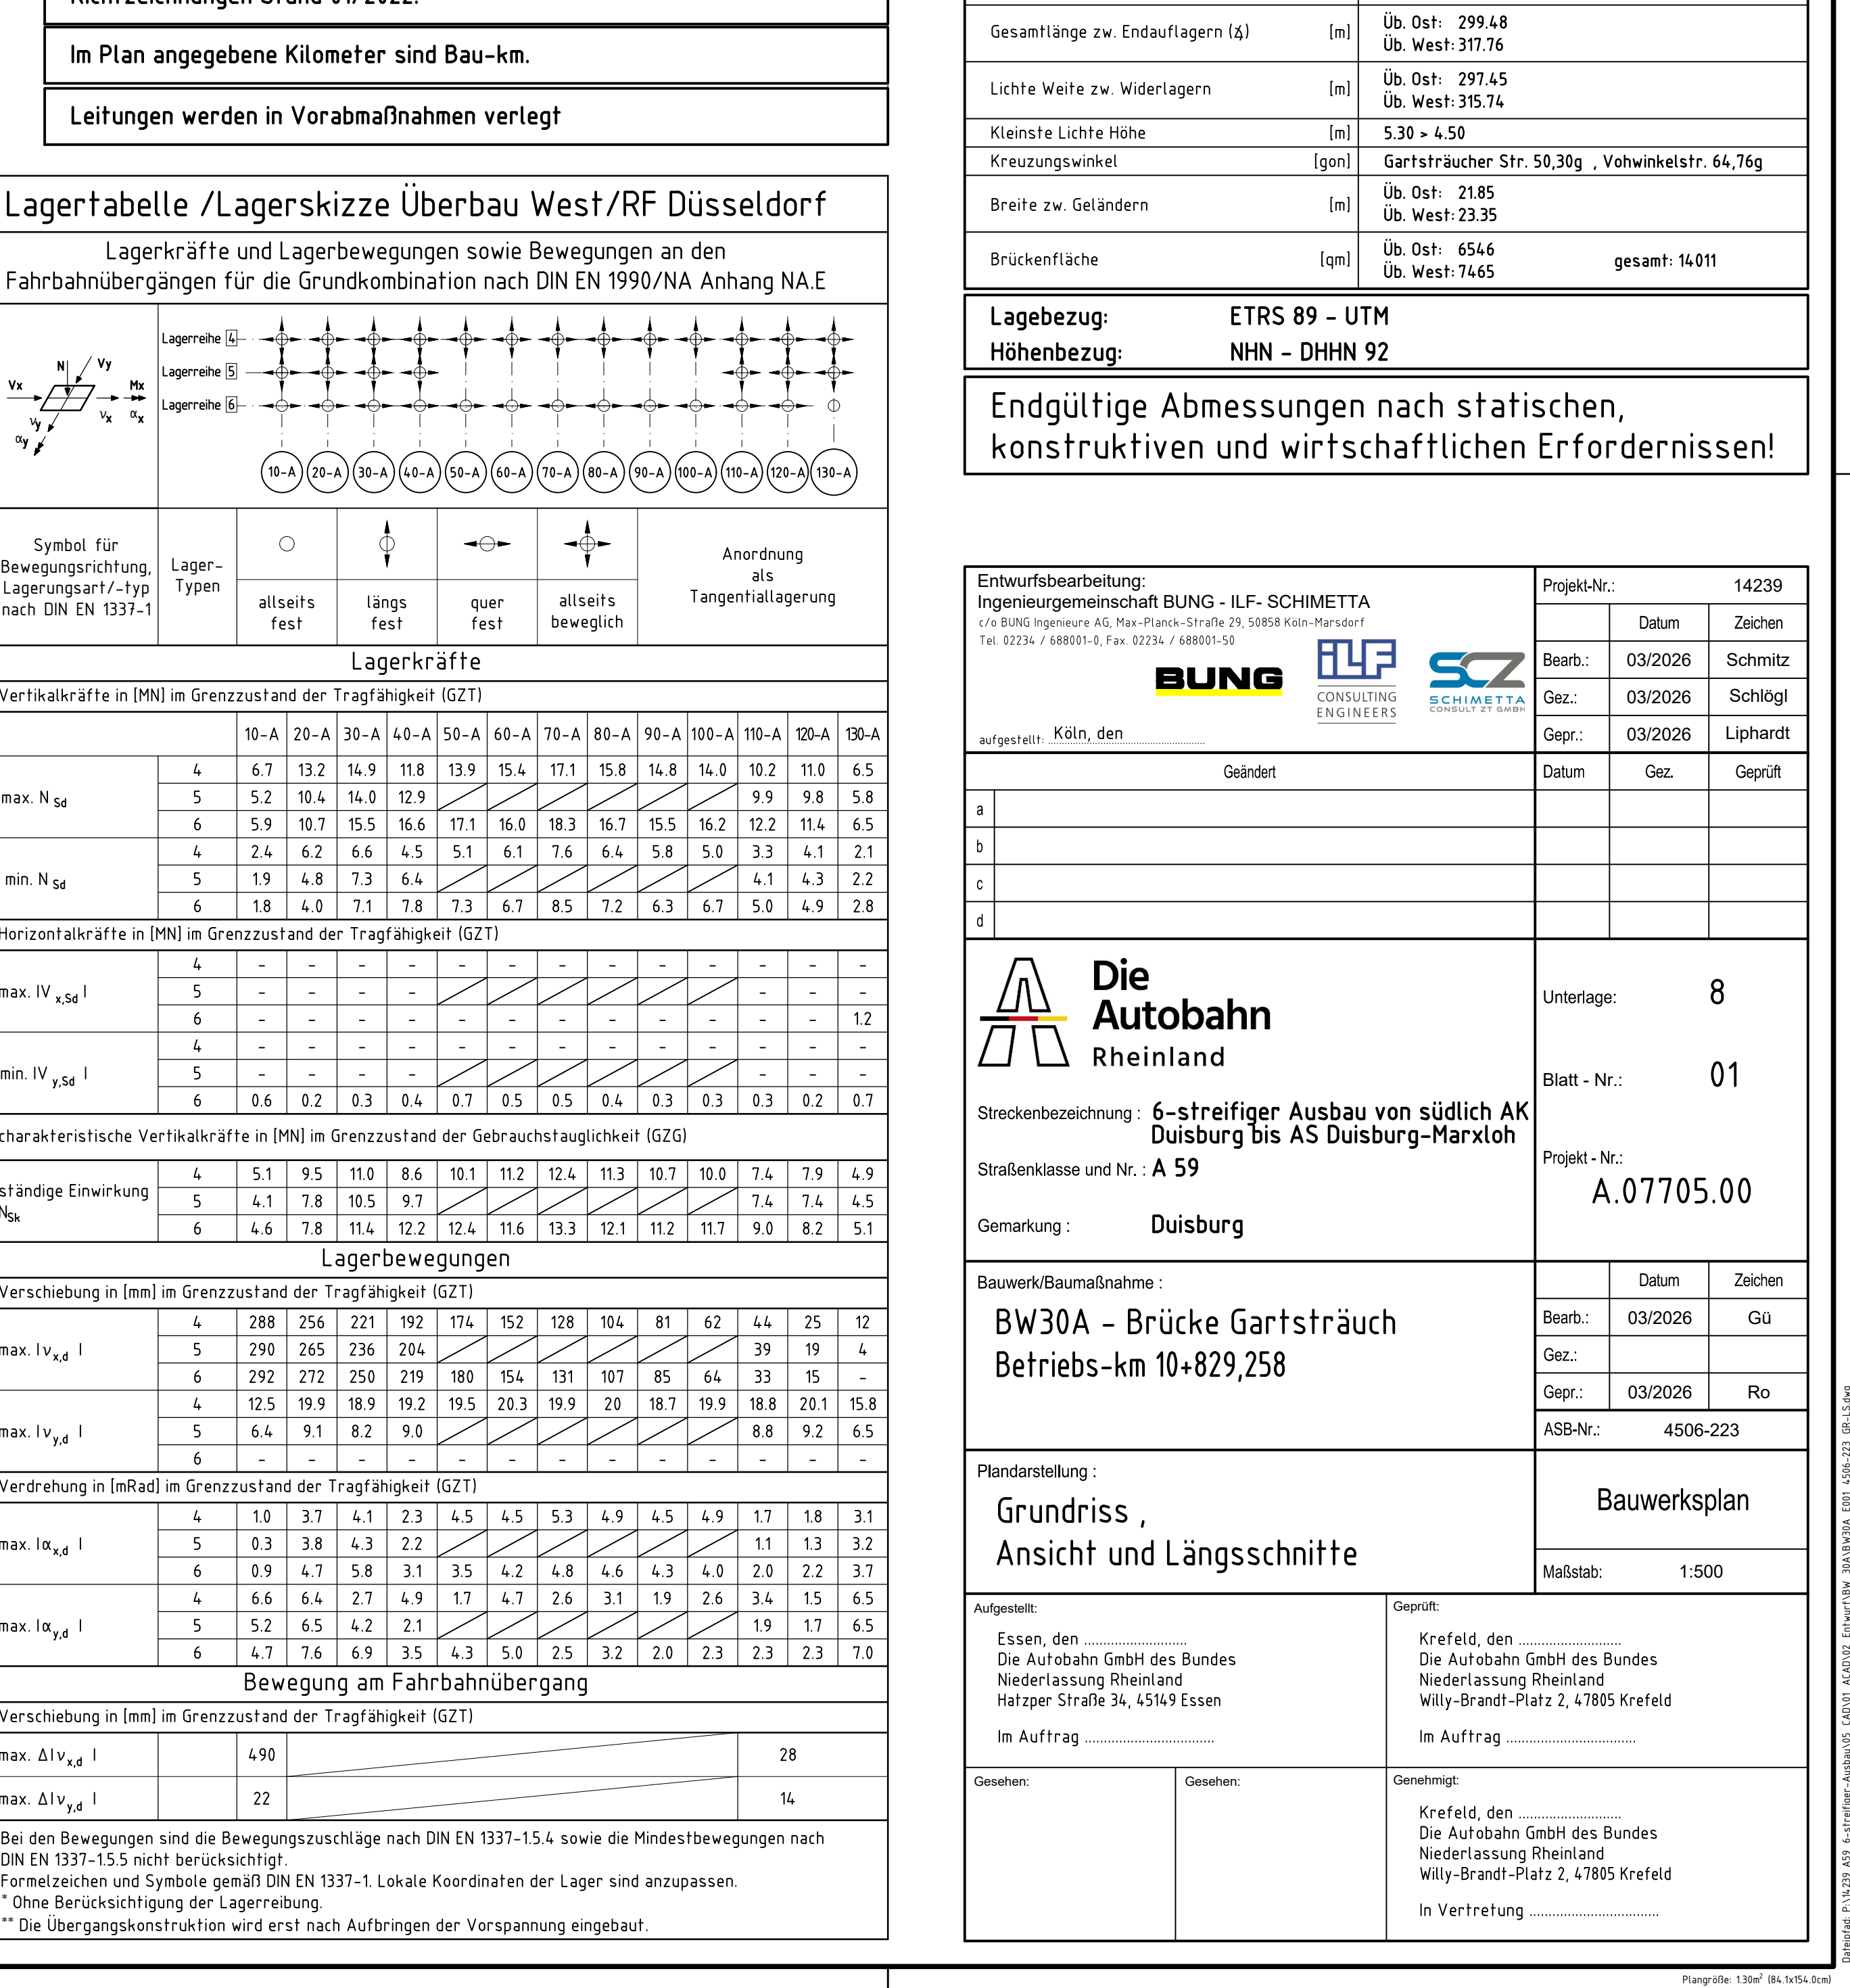 Im Plan angegebene Kilometer sind Bau-km.
Leitungen werden in Vorabmaßnahmen verlegt
Lagertabelle /Lagerskizze Überbau West/RF Düsseldorf
Lagerkräfte und Lagerbewegungen sowie Bewegungen an den
Fahrbahnübergängen für die Grundkombination nach DIN EN 1990/NA Anhang NA.E
Vx N Vy Mx νx αx νy αy
Lagerreihe 4
Lagerreihe 5
Lagerreihe 6
10-A 20-A 30-A 40-A 50-A 60-A 70-A 80-A 90-A 100-A 110-A 120-A 130-A
Symbol für
Bewegungsrichtung,
Lagerungsart/-typ
nach DIN EN 1337-1
Lager-
Typen
allseits
fest
längs
fest
quer
fest
allseits
beweglich
Anordnung
als
Tangentiallagerung
Lagerkräfte
Vertikalkräfte in [MN] im Grenzzustand der Tragfähigkeit (GZT)
10-A 20-A 30-A 40-A 50-A 60-A 70-A 80-A 90-A 100-A 110-A 120-A 130-A
max. N Sd
4 6.7 13.2 14.9 11.8 13.9 15.4 17.1 15.8 14.8 14.0 10.2 11.0 6.5
5 5.2 10.4 14.0 12.9 9.9 9.8 5.8
6 5.9 10.7 15.5 16.6 17.1 16.0 18.3 16.7 15.5 16.2 12.2 11.4 6.5
min. N Sd
4 2.4 6.2 6.6 4.5 5.1 6.1 7.6 6.4 5.8 5.0 3.3 4.1 2.1
5 1.9 4.8 7.3 6.4 4.1 4.3 2.2
6 1.8 4.0 7.1 7.8 7.3 6.7 8.5 7.2 6.3 6.7 5.0 4.9 2.8
Horizontalkräfte in [MN] im Grenzzustand der Tragfähigkeit (GZT)
max. |V x,Sd |
4 - - - - - - - - - - - - -
5 - - - - - - -
6 - - - - - - - - - - - - 1.2
min. |V y,Sd |
4 - - - - - - - - - - - - -
5 - - - - - - -
6 0.6 0.2 0.3 0.4 0.7 0.5 0.5 0.4 0.3 0.3 0.3 0.2 0.7
charakteristische Vertikalkräfte in [MN] im Grenzzustand der Gebrauchstauglichkeit (GZG)
ständige Einwirkung
NSk
4 5.1 9.5 11.0 8.6 10.1 11.2 12.4 11.3 10.7 10.0 7.4 7.9 4.9
5 4.1 7.8 10.5 9.7 7.4 7.4 4.5
6 4.6 7.8 11.4 12.2 12.4 11.6 13.3 12.1 11.2 11.7 9.0 8.2 5.1
Lagerbewegungen
Verschiebung in [mm] im Grenzzustand der Tragfähigkeit (GZT)
max. |νx,d |
4 288 256 221 192 174 152 128 104 81 62 44 25 12
5 290 265 236 204 39 19 4
6 292 272 250 219 180 154 131 107 85 64 33 15 -
max. |νy,d |
4 12.5 19.9 18.9 19.2 19.5 20.3 19.9 20 18.7 19.9 18.8 20.1 15.8
5 6.4 9.1 8.2 9.0 8.8 9.2 6.5
6 - - - - - - - - - - - - -
Verdrehung in [mRad] im Grenzzustand der Tragfähigkeit (GZT)
max. |αx,d |
4 1.0 3.7 4.1 2.3 4.5 4.5 5.3 4.9 4.5 4.9 1.7 1.8 3.1
5 0.3 3.8 4.3 2.2 1.1 1.3 3.2
6 0.9 4.7 5.8 3.1 3.5 4.2 4.8 4.6 4.3 4.0 2.0 2.2 3.7
max. |αy,d |
4 6.6 6.4 2.7 4.9 1.7 4.7 2.6 3.1 1.9 2.6 3.4 1.5 6.5
5 5.2 6.5 4.2 2.1 1.9 1.7 6.5
6 4.7 7.6 6.9 3.5 4.3 5.0 2.5 3.2 2.0 2.3 2.3 2.3 7.0
Bewegung am Fahrbahnübergang
Verschiebung in [mm] im Grenzzustand der Tragfähigkeit (GZT)
max. Δ|νx,d | 490 28
max. Δ|νy,d | 22 14
Bei den Bewegungen sind die Bewegungszuschläge nach DIN EN 1337-1.5.4 sowie die Mindestbewegungen nach
DIN EN 1337-1.5.5 nicht berücksichtigt.
Formelzeichen und Symbole gemäß DIN EN 1337-1. Lokale Koordinaten der Lager sind anzupassen.
* Ohne Berücksichtigung der Lagerreibung.
** Die Übergangskonstruktion wird erst nach Aufbringen der Vorspannung eingebaut.
Gesamtlänge zw. Endauflagern (∡) [m] Üb. Ost: 299.48
Üb. West: 317.76
Lichte Weite zw. Widerlagern [m] Üb. Ost: 297.45
Üb. West: 315.74
Kleinste Lichte Höhe [m] 5.30 > 4.50
Kreuzungswinkel [gon] Gartsträucher Str. 50,30g , Vohwinkelstr. 64,76g
Breite zw. Geländern [m] Üb. Ost: 21.85
Üb. West: 23.35
Brückenfläche [qm] Üb. Ost: 6546
Üb. West: 7465 gesamt: 14011
Lagebezug: ETRS 89 - UTM
Höhenbezug: NHN - DHHN 92
Endgültige Abmessungen nach statischen,
konstruktiven und wirtschaftlichen Erfordernissen!
Entwurfsbearbeitung:
Ingenieurgemeinschaft BUNG - ILF- SCHIMETTA
c/o BUNG Ingenieure AG, Max-Planck-Straße 29, 50858 Köln-Marsdorf
Tel. 02234 / 688001-0, Fax. 02234 / 688001-50
BUNG
iLF
CONSULTING
ENGINEERS
SCZ
SCHIMETTA
CONSULT ZT GMBH
aufgestellt: Köln, den
Projekt-Nr.: 14239
Datum Zeichen
Bearb.: 03/2026 Schmitz
Gez.: 03/2026 Schlögl
Gepr.: 03/2026 Liphardt
Geändert Datum Gez. Geprüft
a
b
c
d
Die
Autobahn
Rheinland
Unterlage: 8
Blatt - Nr.: 01
Streckenbezeichnung : 6-streifiger Ausbau von südlich AK
Duisburg bis AS Duisburg-Marxloh
Straßenklasse und Nr. : A 59
Gemarkung : Duisburg
Projekt - Nr.:
A.07705.00
Bauwerk/Baumaßnahme :
BW30A - Brücke Gartsträuch
Betriebs-km 10+829,258
Datum Zeichen
Bearb.: 03/2026 Gü
Gez.:
Gepr.: 03/2026 Ro
ASB-Nr.: 4506-223
Plandarstellung :
Grundriss ,
Ansicht und Längsschnitte
Bauwerksplan
Maßstab: 1:500
Aufgestellt:
Essen, den ...........................
Die Autobahn GmbH des Bundes
Niederlassung Rheinland
Hatzper Straße 34, 45149 Essen
Im Auftrag ..................................
Geprüft:
Krefeld, den ...........................
Die Autobahn GmbH des Bundes
Niederlassung Rheinland
Willy-Brandt-Platz 2, 47805 Krefeld
Im Auftrag ..................................
Gesehen:
Gesehen:
Genehmigt:
Krefeld, den ...........................
Die Autobahn GmbH des Bundes
Niederlassung Rheinland
Willy-Brandt-Platz 2, 47805 Krefeld
In Vertretung ..................................
Dateipfad: P:\14239_A59_6-streifiger-Ausbau\05_CAD\01_ACAD\02_Entwurf\BW_30A\BW30A_E001_4506-223_GR-LS.dwg
Plangröße: 1.30m² (84.1x154.0cm)